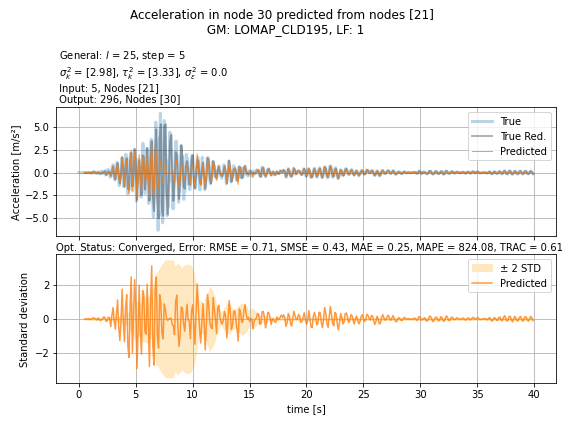 Acceleration in node 30 predicted from nodes [21]
GM: LOMAP_CLD195, LF: 1
General: l = 25, step = 5
σ²ₖ = [2.98], τ²ₖ = [3.33], σ²ε = 0.0
Input: 5, Nodes [21]
Output: 296, Nodes [30]
Acceleration [m/s²]
5.0
2.5
0.0
−2.5
−5.0
True
True Red.
Predicted
Opt. Status: Converged, Error: RMSE = 0.71, SMSE = 0.43, MAE = 0.25, MAPE = 824.08, TRAC = 0.61
Standard deviation
2
0
−2
± 2 STD
Predicted
0 5 10 15 20 25 30 35 40
time [s]